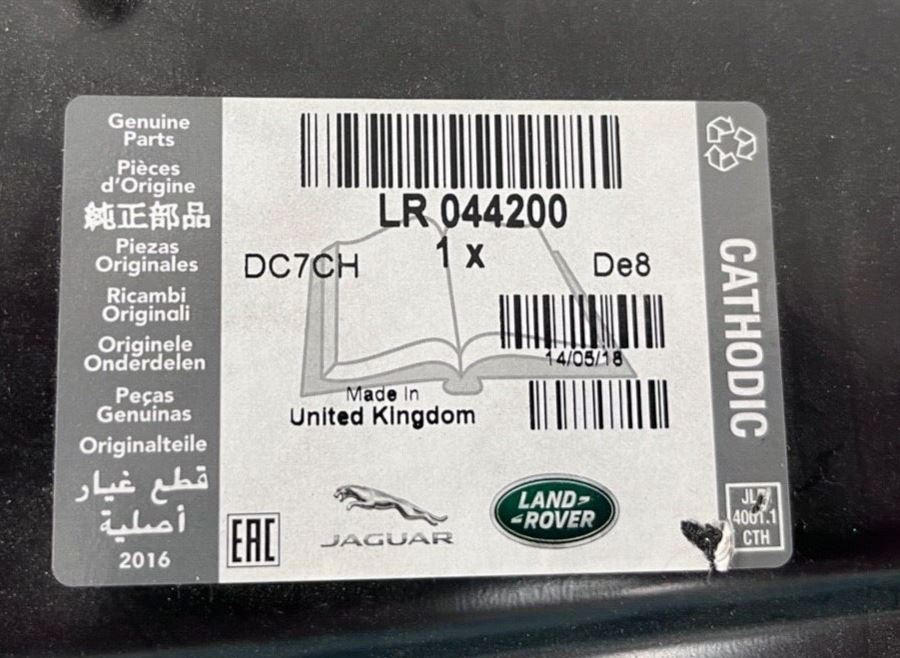 Genuine
Parts
Pièces
d'Origine
純正部品
Piezas
Originales
Ricambi
Originali
Originele
Onderdelen
Peças
Genuinas
Originalteile
قطع غيار
أصلية
2016
LR 044200
1 x
DC7CH
De8
14/05/18
Made In
United Kingdom
EAC
JAGUAR
LAND-
-ROVER
CATHODIC
4001.1
CTH